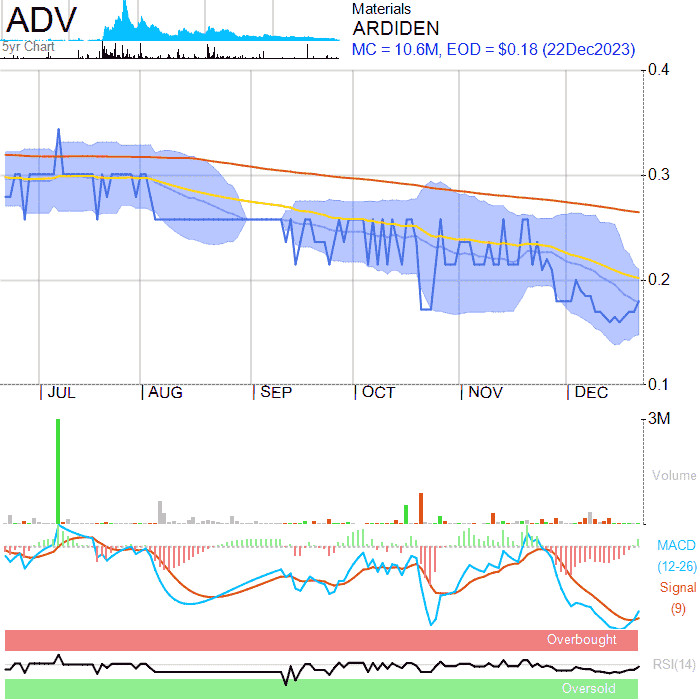 ADV
5yr Chart
Materials
ARDIDEN
MC = 10.6M, EOD = $0.18 (22Dec2023)
0.4
0.3
0.2
0.1
JUL AUG SEP OCT NOV DEC
3M
Volume
MACD
(12-26)
Signal
(9)
Overbought
RSI(14)
Oversold